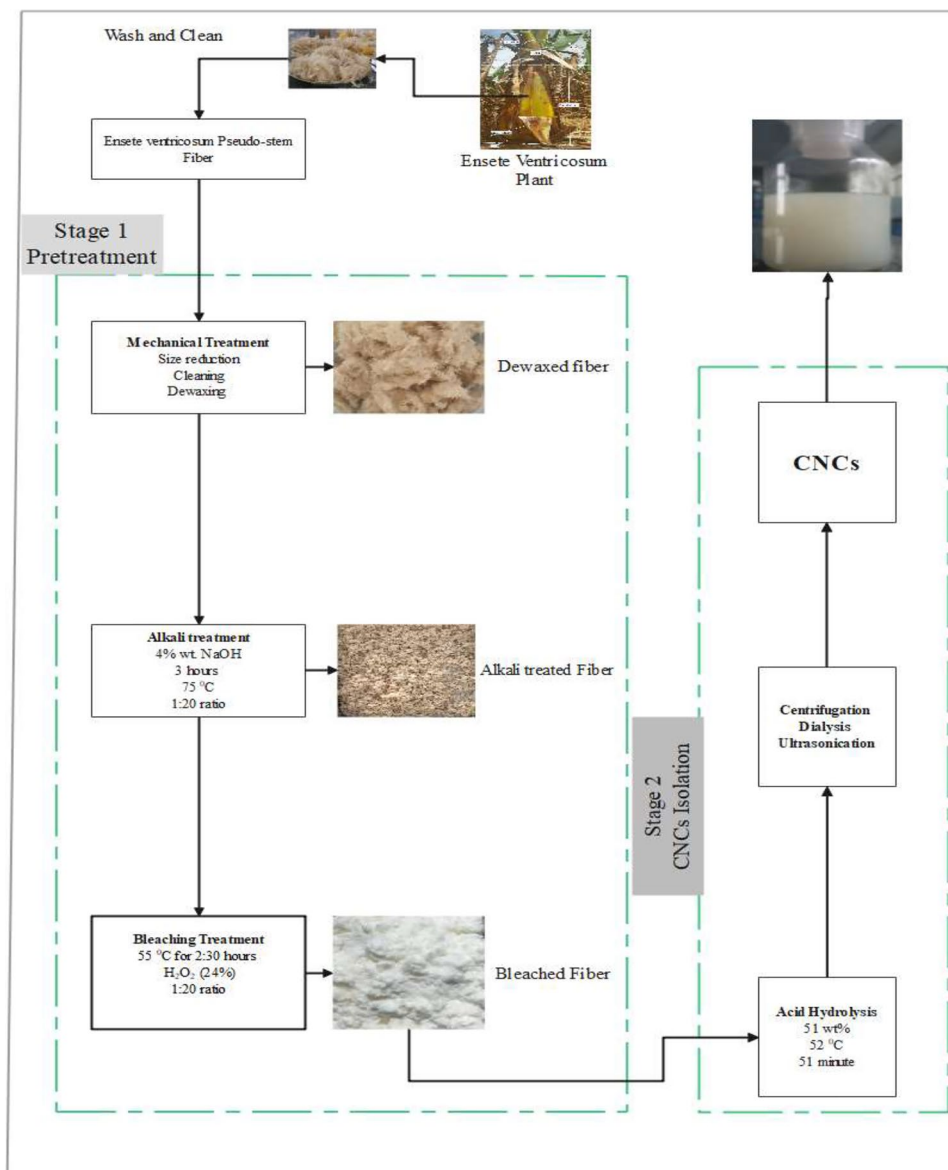 Wash and Clean
Ensete Ventricosum
Plant
Ensete ventricosum Pseudo-stem
Fiber
Stage 1
Pretreatment
Mechanical Treatment
Size reduction
Cleaning
Dewaxing
Dewaxed fiber
Alkali treatment
4% wt. NaOH
3 hours
75 °C
1:20 ratio
Alkali treated Fiber
Bleaching Treatment
55 °C for 2:30 hours
H₂O₂ (24%)
1:20 ratio
Bleached Fiber
Stage 2
CNCs Isolation
Acid Hydrolysis
51 wt%
52 °C
51 minute
Centrifugation
Dialysis
Ultrasonication
CNCs